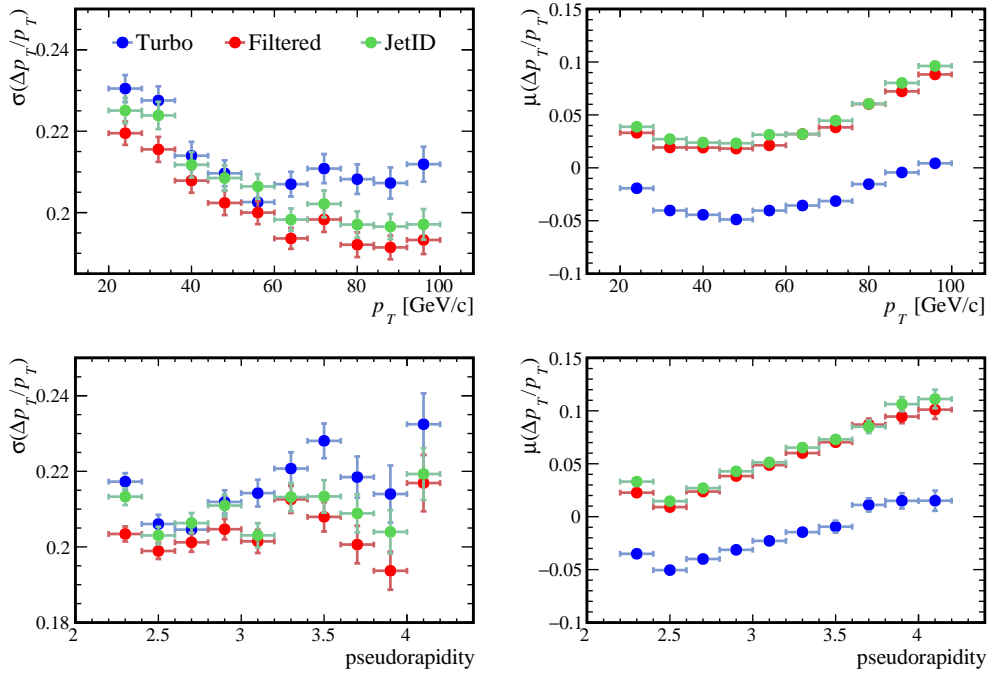 σ(Δp_T/p_T)
0.24
0.22
0.2
Turbo Filtered JetID
20 40 60 80 100
p_T [GeV/c]
μ(Δp_T/p_T)
0.15
0.1
0.05
0
−0.05
−0.1
20 40 60 80 100
p_T [GeV/c]
σ(Δp_T/p_T)
0.24
0.22
0.2
0.18
2 2.5 3 3.5 4
pseudorapidity
μ(Δp_T/p_T)
0.15
0.1
0.05
0
−0.05
−0.1
2 2.5 3 3.5 4
pseudorapidity